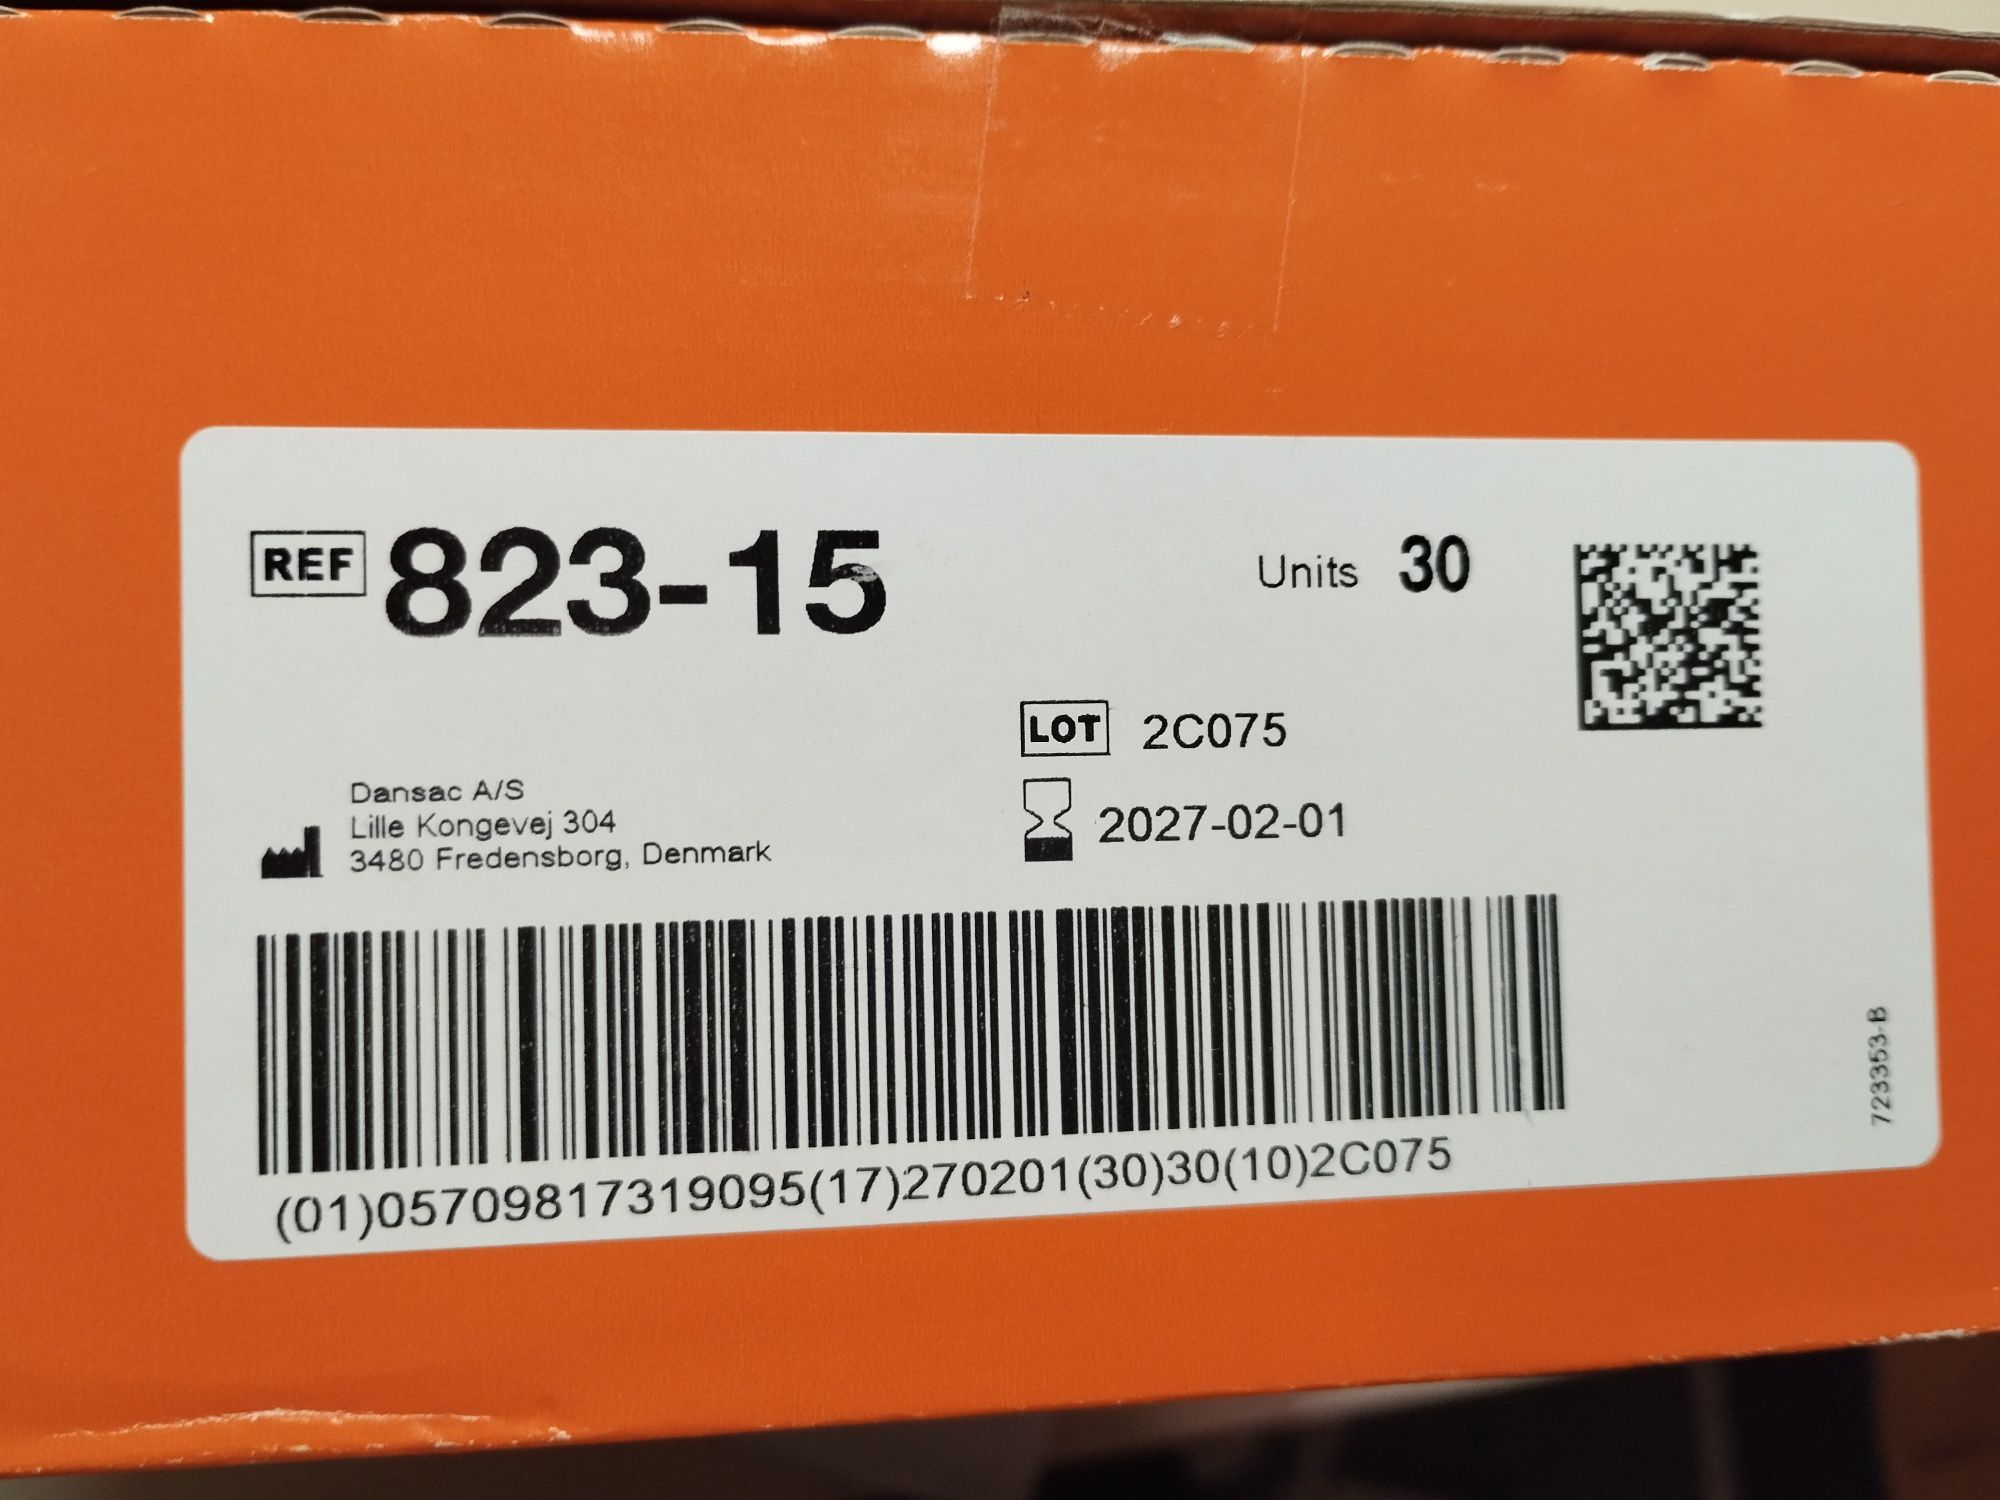 REF 823-15
Units 30
LOT 2C075
2027-02-01
Dansac A/S
Lille Kongevej 304
3480 Fredensborg, Denmark
(01)05709817319095(17)270201(30)30(10)2C075
723353-B